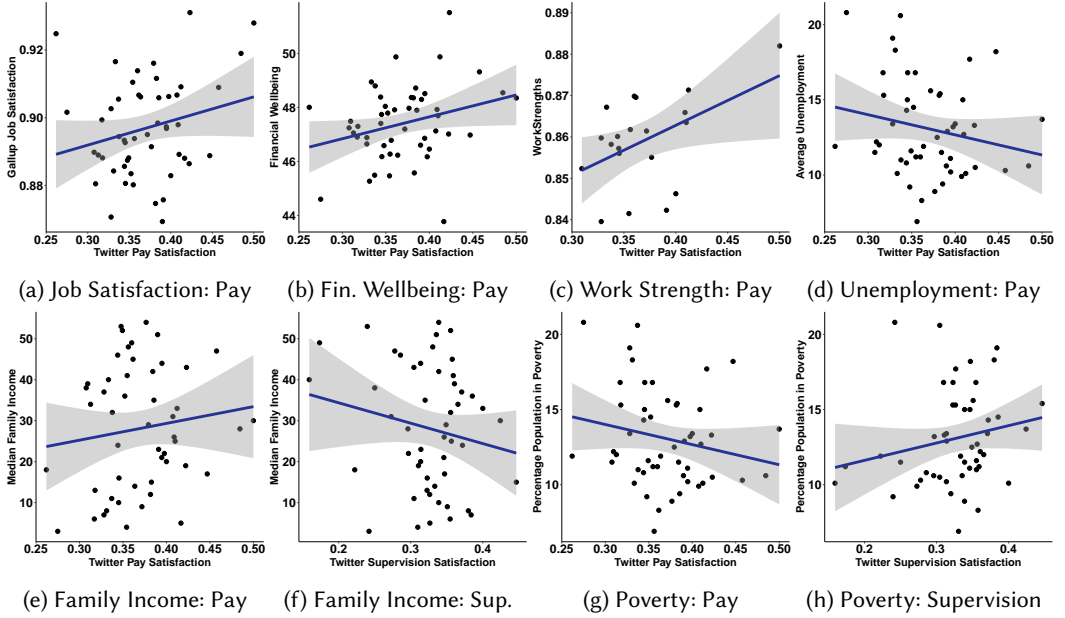 Gallup Job Satisfaction
0.92
0.90
0.88
0.25 0.30 0.35 0.40 0.45 0.50
Twitter Pay Satisfaction
(a) Job Satisfaction: Pay
Financial Wellbeing
50
48
46
44
0.25 0.30 0.35 0.40 0.45 0.50
Twitter Pay Satisfaction
(b) Fin. Wellbeing: Pay
WorkStrengths
0.89
0.88
0.87
0.86
0.85
0.84
0.30 0.35 0.40 0.45 0.50
Twitter Pay Satisfaction
(c) Work Strength: Pay
Average Unemployment
20
15
10
0.25 0.30 0.35 0.40 0.45 0.50
Twitter Pay Satisfaction
(d) Unemployment: Pay
Median Family Income
50
40
30
20
10
0.25 0.30 0.35 0.40 0.45 0.50
Twitter Pay Satisfaction
(e) Family Income: Pay
Median Family Income
50
40
30
20
10
0.2 0.3 0.4
Twitter Supervision Satisfaction
(f) Family Income: Sup.
Percentage Population in Poverty
20
15
10
0.25 0.30 0.35 0.40 0.45 0.50
Twitter Pay Satisfaction
(g) Poverty: Pay
Percentage Population in Poverty
20
15
10
0.2 0.3 0.4
Twitter Supervision Satisfaction
(h) Poverty: Supervision